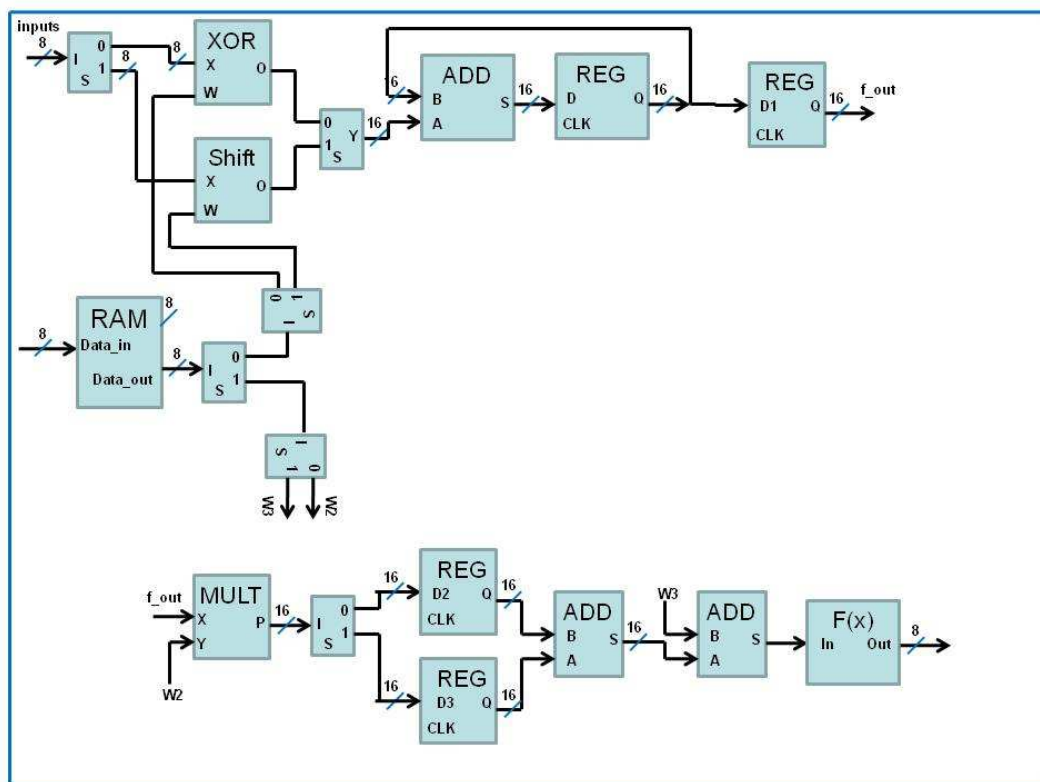 inputs
8
I
0
1
S
8
8
XOR
X
W
O
Shift
X
W
O
0
1
S
Y
16
16
ADD
B
A
S
16
REG
D
Q
CLK
16
REG
D1
Q
CLK
16
f_out
8
RAM
Data_in
Data_out
8
8
I
0
1
S
0
1
I
S
I
S
1
0
W3
W2
f_out
W2
MULT
X
Y
P
16
I
0
1
S
16
16
REG
D2
Q
CLK
16
REG
D3
Q
CLK
16
ADD
B
A
S
16
W3
ADD
B
A
S
F(x)
In
Out
8